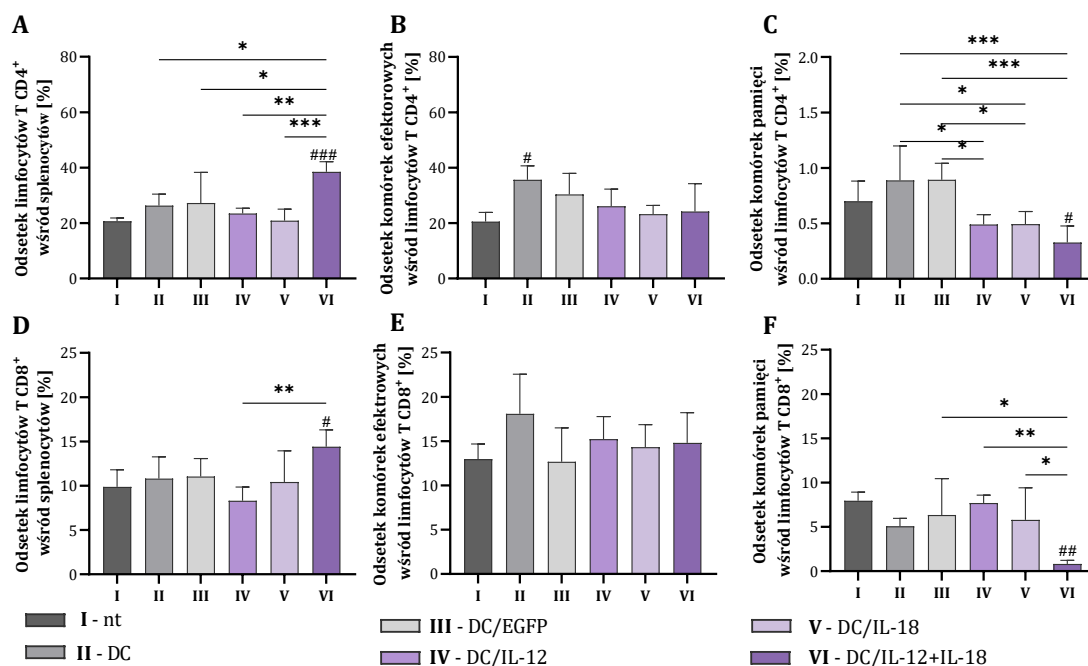 A
Odsetek limfocytów T CD4⁺
wśród splenocytów [%]
80
60
40
20
0
*
*
**
***
###
I II III IV V VI
B
Odsetek komórek efektorowych
wśród limfocytów T CD4⁺ [%]
80
60
40
20
0
#
I II III IV V VI
C
Odsetek komórek pamięci
wśród limfocytów T CD4⁺ [%]
2.0
1.5
1.0
0.5
0.0
***
***
*
*
*
*
#
I II III IV V VI
D
Odsetek limfocytów T CD8⁺
wśród splenocytów [%]
25
20
15
10
5
0
**
#
I II III IV V VI
E
Odsetek komórek efektrowych
wśród limfocytów T CD8⁺ [%]
25
20
15
10
5
0
I II III IV V VI
F
Odsetek komórek pamięci
wśród limfocytów T CD8⁺ [%]
25
20
15
10
5
0
*
**
*
##
I II III IV V VI
I - nt
II - DC
III - DC/EGFP
IV - DC/IL-12
V - DC/IL-18
VI - DC/IL-12+IL-18